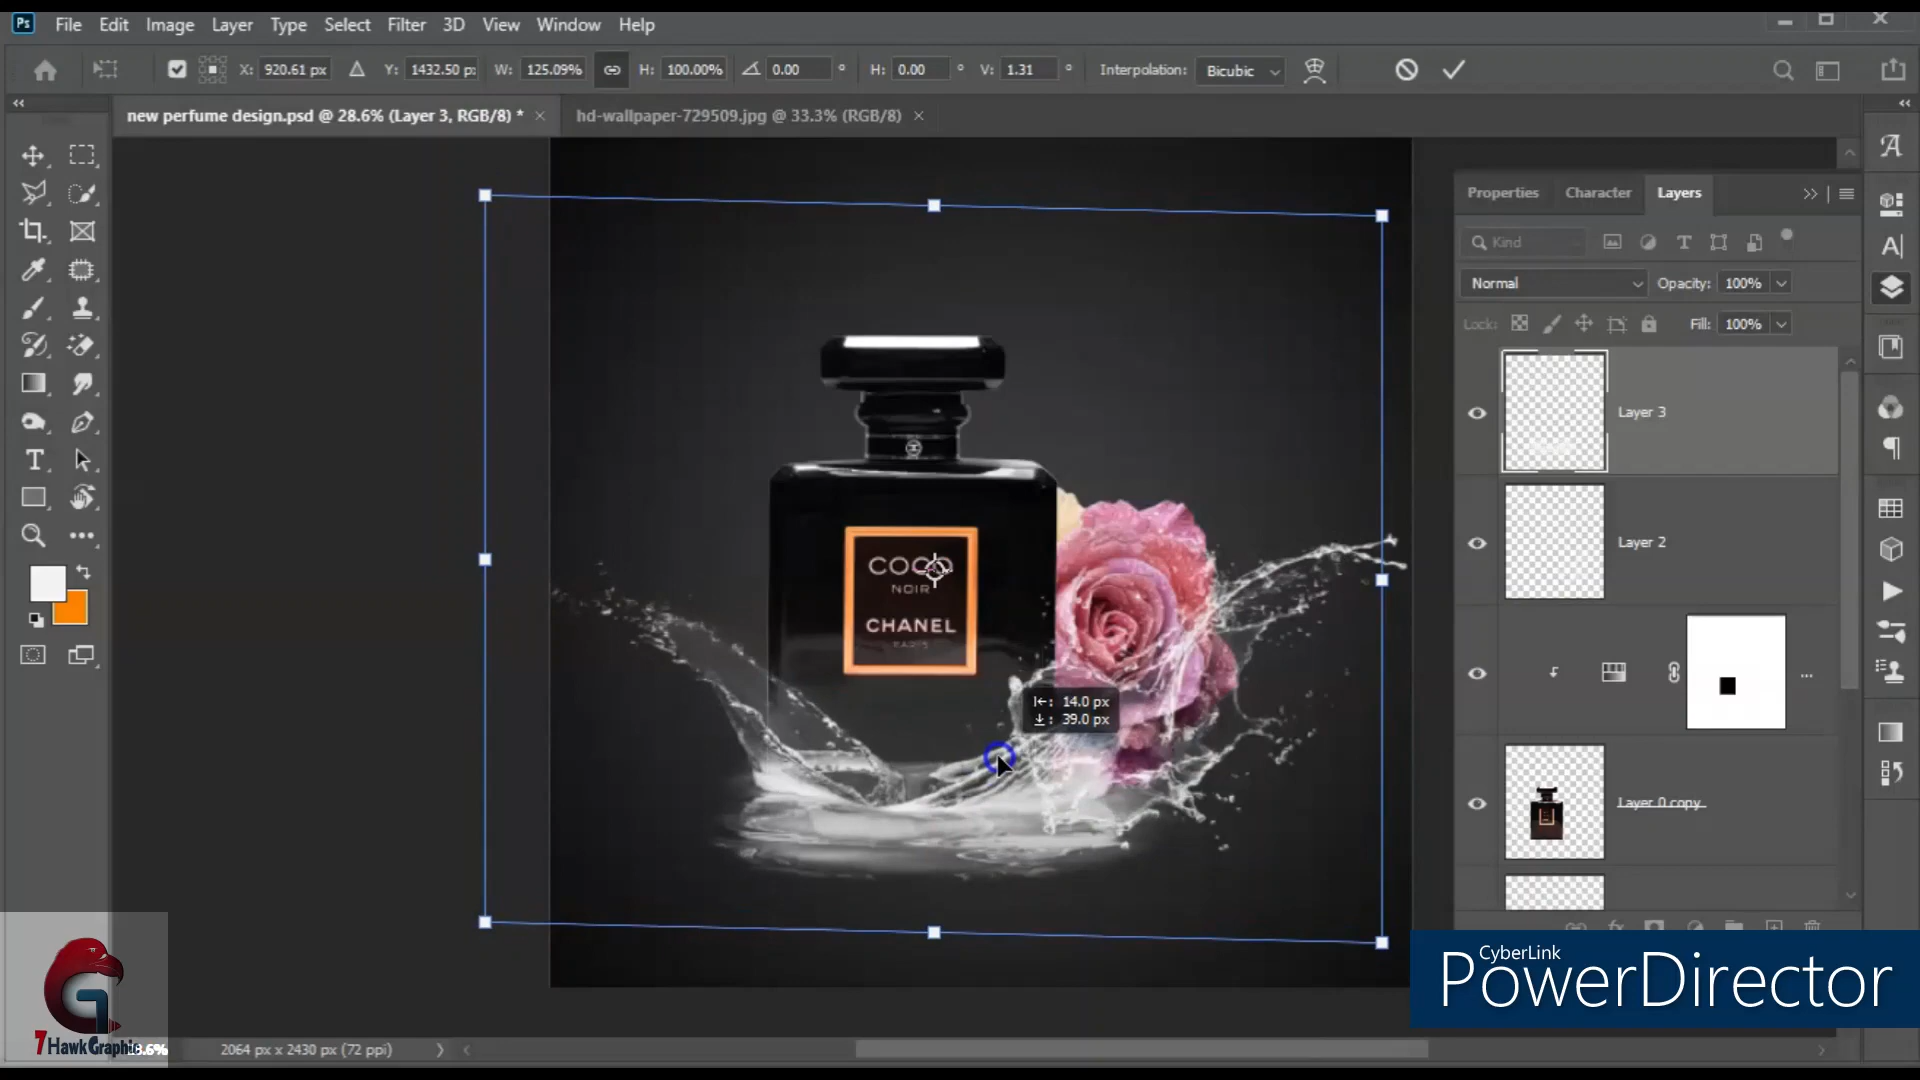 Ps File Edit Image Layer Type Select Filter 3D View Window Help
X: 920.61 px Y: 1432.50 p: W: 125.09% H: 100.00% 0.00 ° H: 0.00 ° V: 1.31 ° Interpolation: Bicubic
new perfume design.psd @ 28.6% (Layer 3, RGB/8) * × hd-wallpaper-729509.jpg @ 33.3% (RGB/8) ×
Properties Character Layers
Kind
Normal Opacity: 100%
Lock: Fill: 100%
Layer 3
Layer 2
Layer 0 copy
COCO
NOIR
CHANEL
PARIS
14.0 px
39.0 px
CyberLink
PowerDirector
G
7HawkGraphic
2064 px x 2430 px (72 ppi)